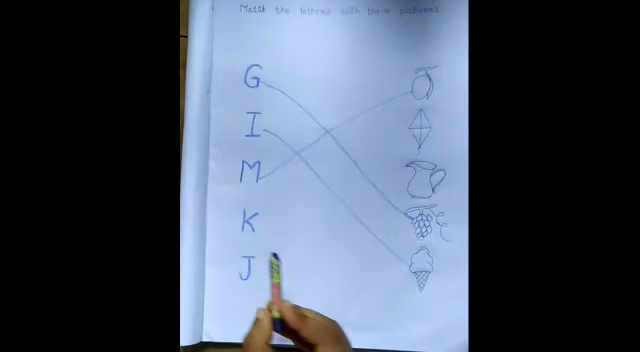 Match the letters with their pictures
G
I
M
K
J